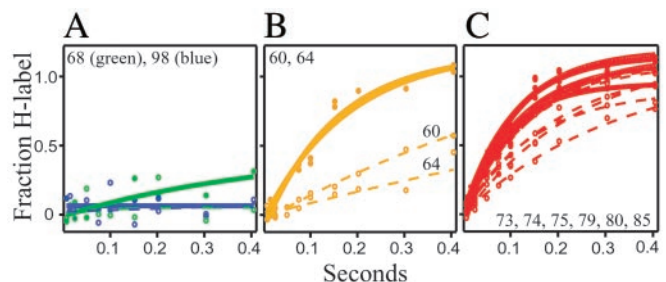 A
B
C
68 (green), 98 (blue)
60, 64
Fraction H-label
1.0
0.5
0
60
64
73, 74, 75, 79, 80, 85
0.1 0.2 0.3 0.4
0.1 0.2 0.3 0.4
0.1 0.2 0.3 0.4
Seconds